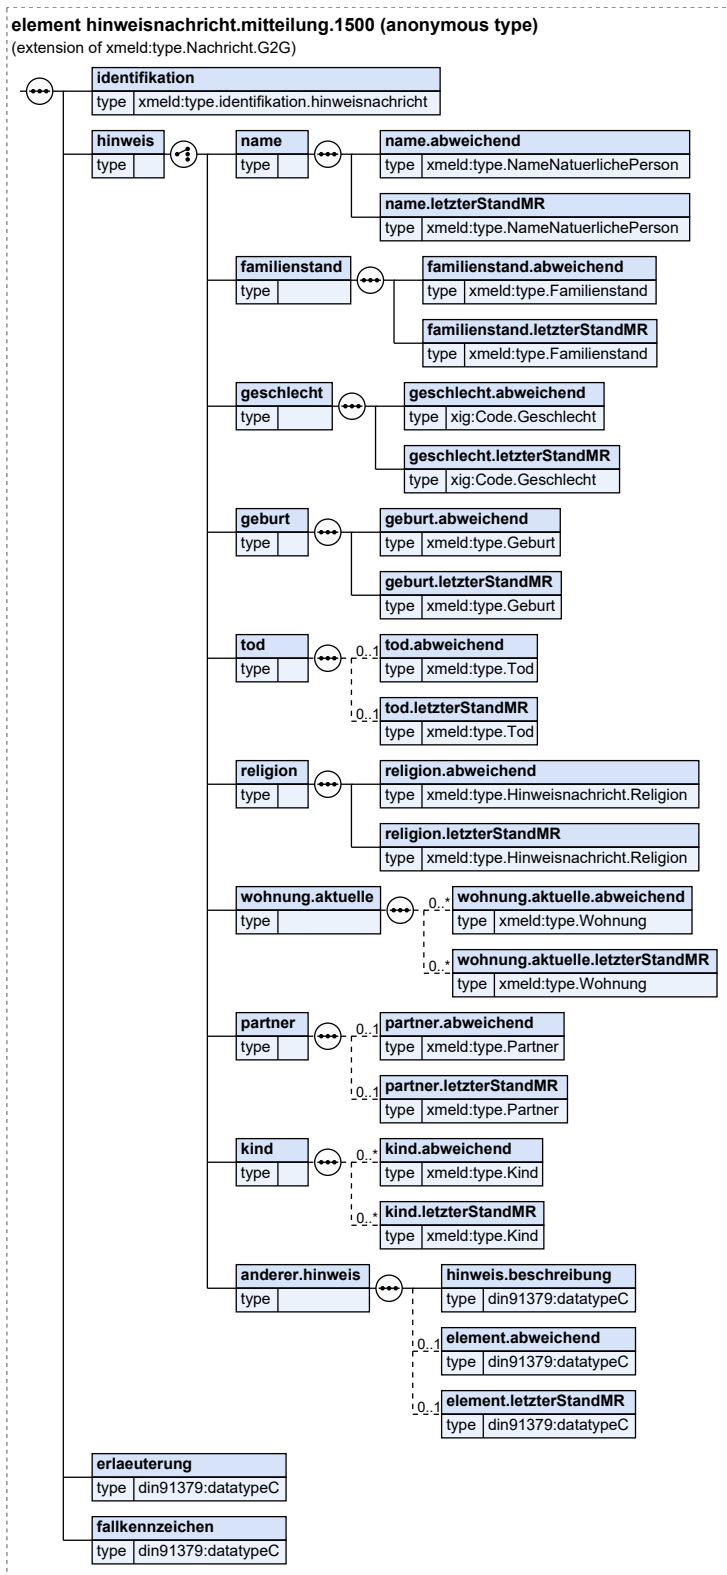 element hinweisnachricht.mitteilung.1500 (anonymous type)
(extension of xmeld:type.Nachricht.G2G)
identifikation
type xmeld:type.identifikation.hinweisnachricht
hinweis
type
name
type
name.abweichend
type xmeld:type.NameNatuerlichePerson
name.letzterStandMR
type xmeld:type.NameNatuerlichePerson
familienstand
type
familienstand.abweichend
type xmeld:type.Familienstand
familienstand.letzterStandMR
type xmeld:type.Familienstand
geschlecht
type
geschlecht.abweichend
type xig:Code.Geschlecht
geschlecht.letzterStandMR
type xig:Code.Geschlecht
geburt
type
geburt.abweichend
type xmeld:type.Geburt
geburt.letzterStandMR
type xmeld:type.Geburt
tod
type
0..1
tod.abweichend
type xmeld:type.Tod
0..1
tod.letzterStandMR
type xmeld:type.Tod
religion
type
religion.abweichend
type xmeld:type.Hinweisnachricht.Religion
religion.letzterStandMR
type xmeld:type.Hinweisnachricht.Religion
wohnung.aktuelle
type
0..*
wohnung.aktuelle.abweichend
type xmeld:type.Wohnung
0..*
wohnung.aktuelle.letzterStandMR
type xmeld:type.Wohnung
partner
type
0..1
partner.abweichend
type xmeld:type.Partner
0..1
partner.letzterStandMR
type xmeld:type.Partner
kind
type
0..*
kind.abweichend
type xmeld:type.Kind
0..*
kind.letzterStandMR
type xmeld:type.Kind
anderer.hinweis
type
hinweis.beschreibung
type din91379:datatypeC
0..1
element.abweichend
type din91379:datatypeC
0..1
element.letzterStandMR
type din91379:datatypeC
erlaeuterung
type din91379:datatypeC
fallkennzeichen
type din91379:datatypeC